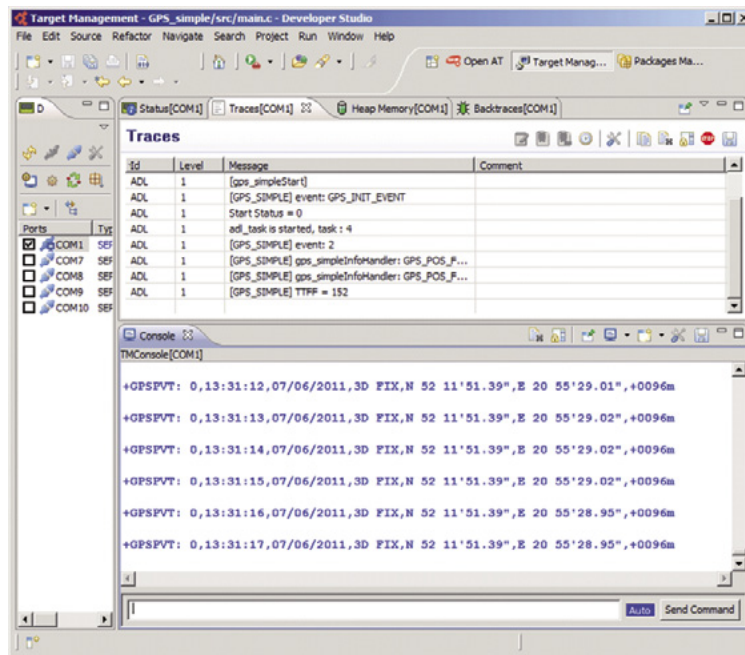 Target Management - GPS_simple/src/main.c - Developer Studio
File Edit Source Refactor Navigate Search Project Run Window Help
Open AT Target Manag... Packages Ma...
D
Status[COM1] Traces[COM1] Heap Memory[COM1] Backtraces[COM1]
Traces
Id Level Message Comment
ADL 1 [gps_simpleStart]
ADL 1 [GPS_SIMPLE] event: GPS_INIT_EVENT
ADL 1 Start Status = 0
ADL 1 adl_task is started, task : 4
ADL 1 [GPS_SIMPLE] event: 2
ADL 1 [GPS_SIMPLE] gps_simpleInfoHandler: GPS_POS_F...
ADL 1 [GPS_SIMPLE] gps_simpleInfoHandler: GPS_POS_F...
ADL 1 [GPS_SIMPLE] TTFF = 152
Ports Typ
COM1 SEF
COM7 SEF
COM8 SEF
COM9 SEF
COM10 SEF
Console
TMConsole[COM1]
+GPSPVT: 0,13:31:12,07/06/2011,3D FIX,N 52 11'51.39",E 20 55'29.01",+0096m
+GPSPVT: 0,13:31:13,07/06/2011,3D FIX,N 52 11'51.39",E 20 55'29.02",+0096m
+GPSPVT: 0,13:31:14,07/06/2011,3D FIX,N 52 11'51.39",E 20 55'29.02",+0096m
+GPSPVT: 0,13:31:15,07/06/2011,3D FIX,N 52 11'51.39",E 20 55'29.02",+0096m
+GPSPVT: 0,13:31:16,07/06/2011,3D FIX,N 52 11'51.39",E 20 55'28.95",+0096m
+GPSPVT: 0,13:31:17,07/06/2011,3D FIX,N 52 11'51.39",E 20 55'28.95",+0096m
Auto Send Command